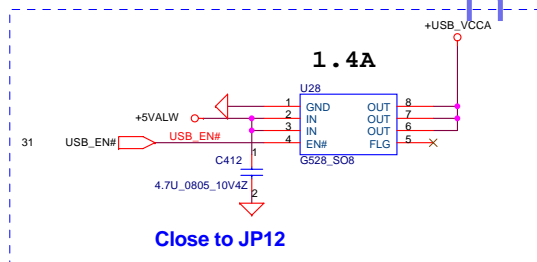 +USB_VCCA
1.4A
U28
1 GND OUT 8
+5VALW 2 IN OUT 7
3 IN OUT 6
31 USB_EN# USB_EN# 4 EN# FLG 5
C412 1 G528_SO8
4.7U_0805_10V4Z
2
Close to JP12